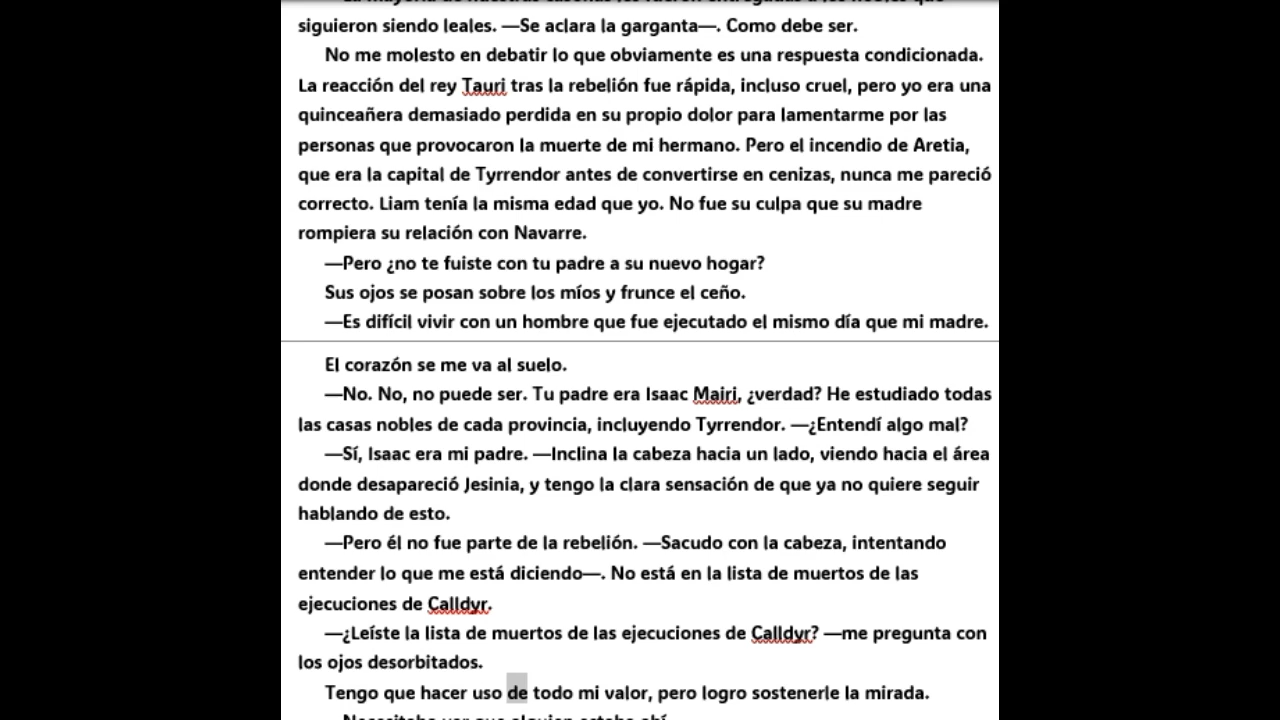 siguieron siendo leales. —Se aclara la garganta—. Como debe ser.
No me molesto en debatir lo que obviamente es una respuesta condicionada.
La reacción del rey Tauri tras la rebelión fue rápida, incluso cruel, pero yo era una
quinceañera demasiado perdida en su propio dolor para lamentarme por las
personas que provocaron la muerte de mi hermano. Pero el incendio de Aretia,
que era la capital de Tyrrendor antes de convertirse en cenizas, nunca me pareció
correcto. Liam tenía la misma edad que yo. No fue su culpa que su madre
rompiera su relación con Navarre.
—Pero ¿no te fuiste con tu padre a su nuevo hogar?
Sus ojos se posan sobre los míos y frunce el ceño.
—Es difícil vivir con un hombre que fue ejecutado el mismo día que mi madre.
El corazón se me va al suelo.
—No. No, no puede ser. Tu padre era Isaac Mairi, ¿verdad? He estudiado todas
las casas nobles de cada provincia, incluyendo Tyrrendor. —¿Entendí algo mal?
—Sí, Isaac era mi padre. —Inclina la cabeza hacia un lado, viendo hacia el área
donde desapareció Jesinia, y tengo la clara sensación de que ya no quiere seguir
hablando de esto.
—Pero él no fue parte de la rebelión. —Sacudo con la cabeza, intentando
entender lo que me está diciendo—. No está en la lista de muertos de las
ejecuciones de Calldyr.
—¿Leíste la lista de muertos de las ejecuciones de Calldyr? —me pregunta con
los ojos desorbitados.
Tengo que hacer uso de todo mi valor, pero logro sostenerle la mirada.